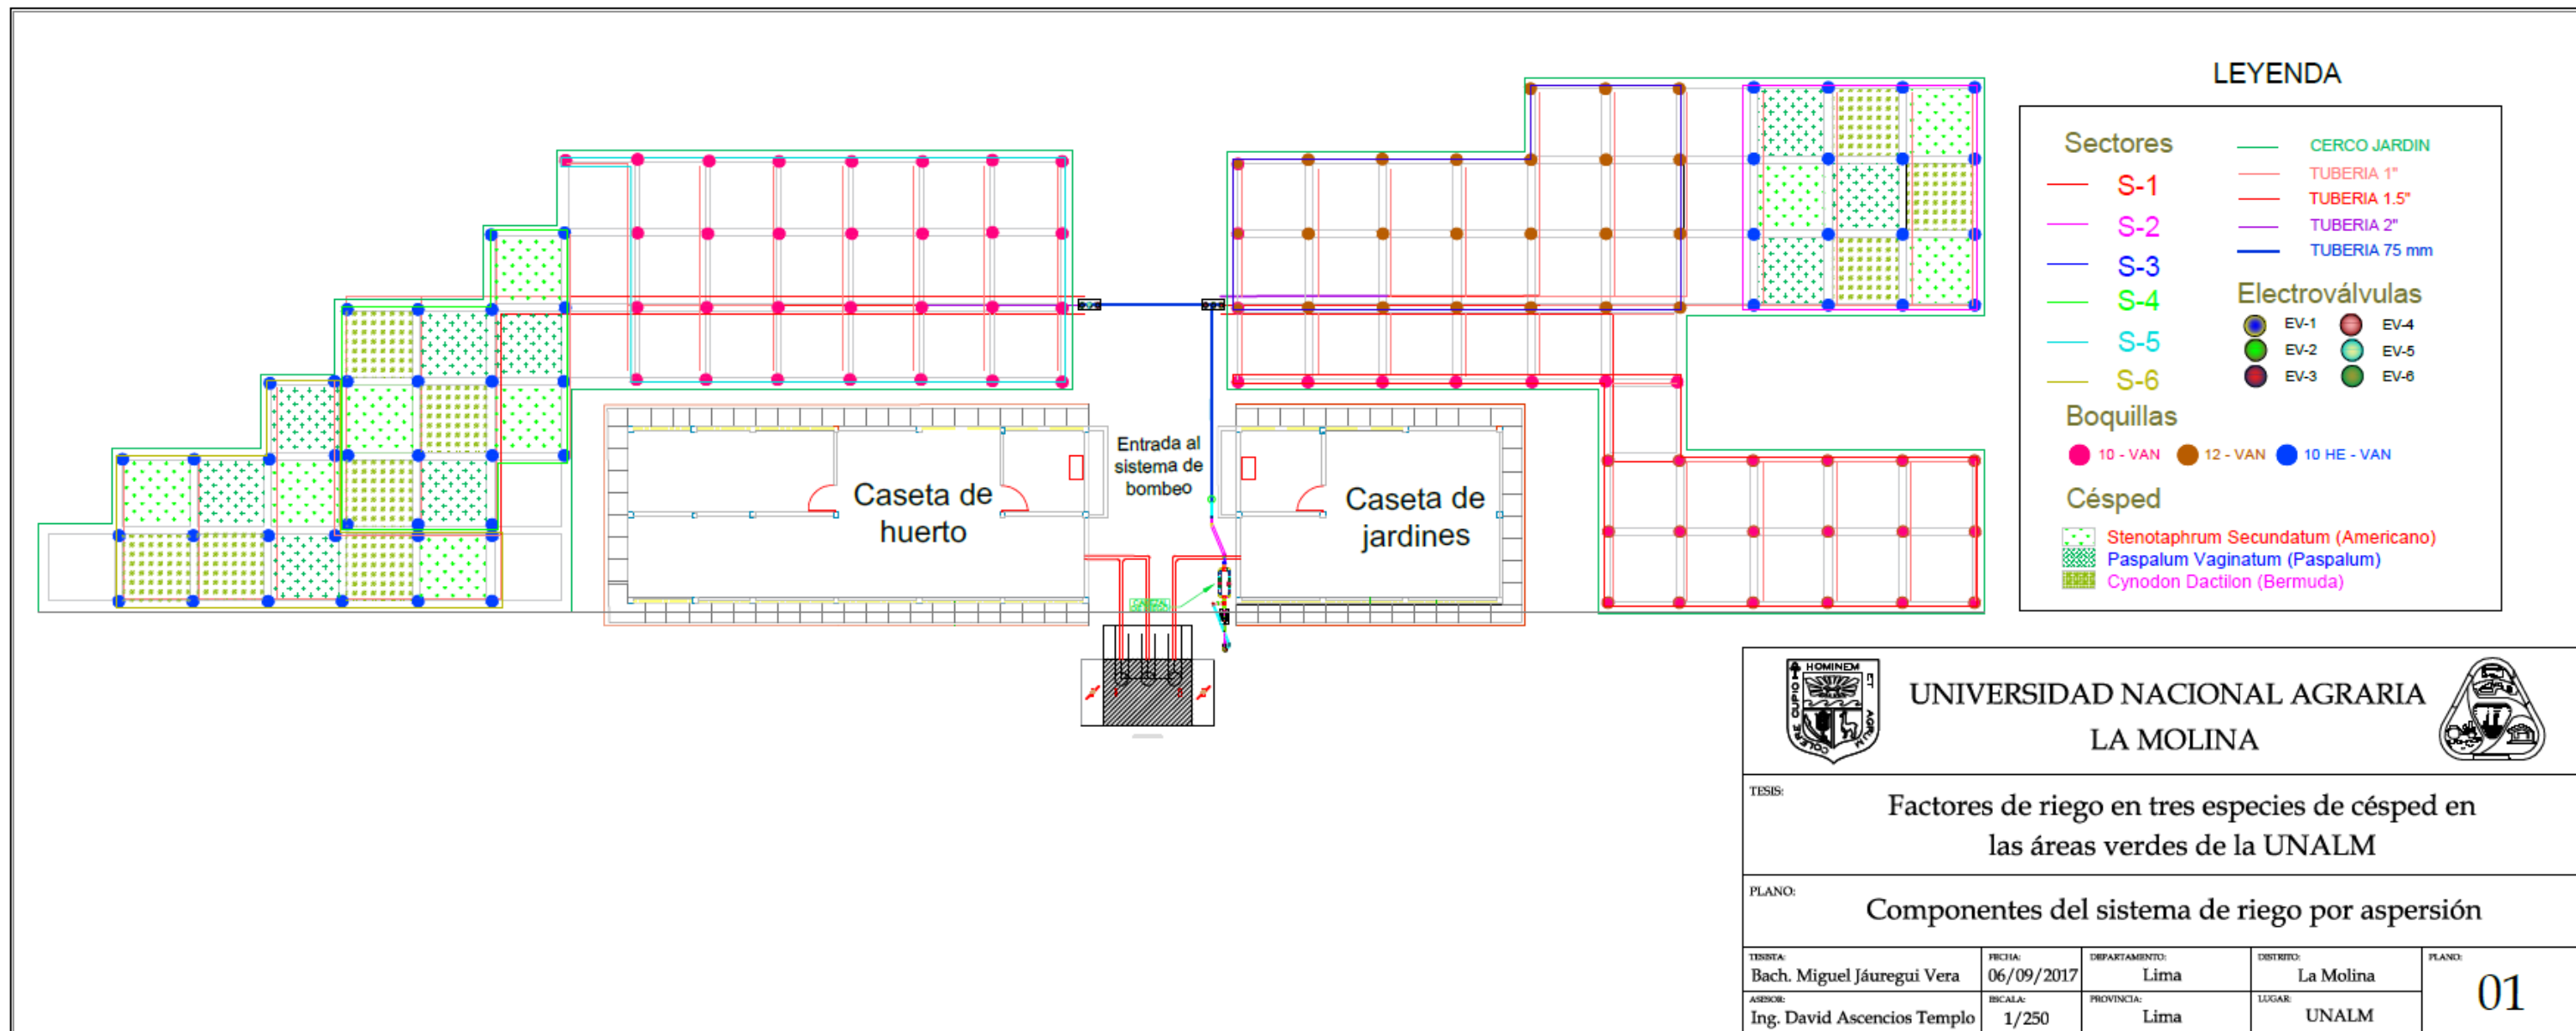 Entrada al
sistema de
bombeo
Caseta de
huerto
Caseta de
jardines
LEYENDA
Sectores
S-1
S-2
S-3
S-4
S-5
S-6
CERCO JARDIN
TUBERIA 1"
TUBERIA 1.5"
TUBERIA 2"
TUBERIA 75 mm
Electroválvulas
EV-1
EV-4
EV-2
EV-5
EV-3
EV-6
Boquillas
10 - VAN
12 - VAN
10 HE - VAN
Césped
Stenotaphrum Secundatum (Americano)
Paspalum Vaginatum (Paspalum)
Cynodon Dactilon (Bermuda)
HOMINEM
ET
AGRUM
COLERE CUPIO
UNIVERSIDAD NACIONAL AGRARIA
LA MOLINA
TESIS:
Factores de riego en tres especies de césped en
las áreas verdes de la UNALM
PLANO:
Componentes del sistema de riego por aspersión
TESISTA:
Bach. Miguel Jáuregui Vera
FECHA:
06/09/2017
DEPARTAMENTO:
Lima
DISTRITO:
La Molina
PLANO:
01
ASESOR:
Ing. David Ascencios Templo
ESCALA:
1/250
PROVINCIA:
Lima
LUGAR:
UNALM